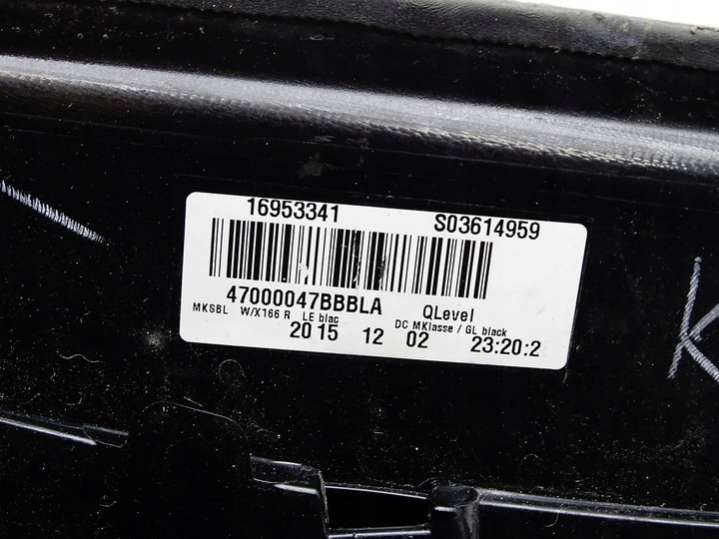 16953341 S03614959
47000047BBBLA QLevel
MKSBL W/X166 R LE blac DC MKlasse / GL black
2015 12 02 23:20:2
K